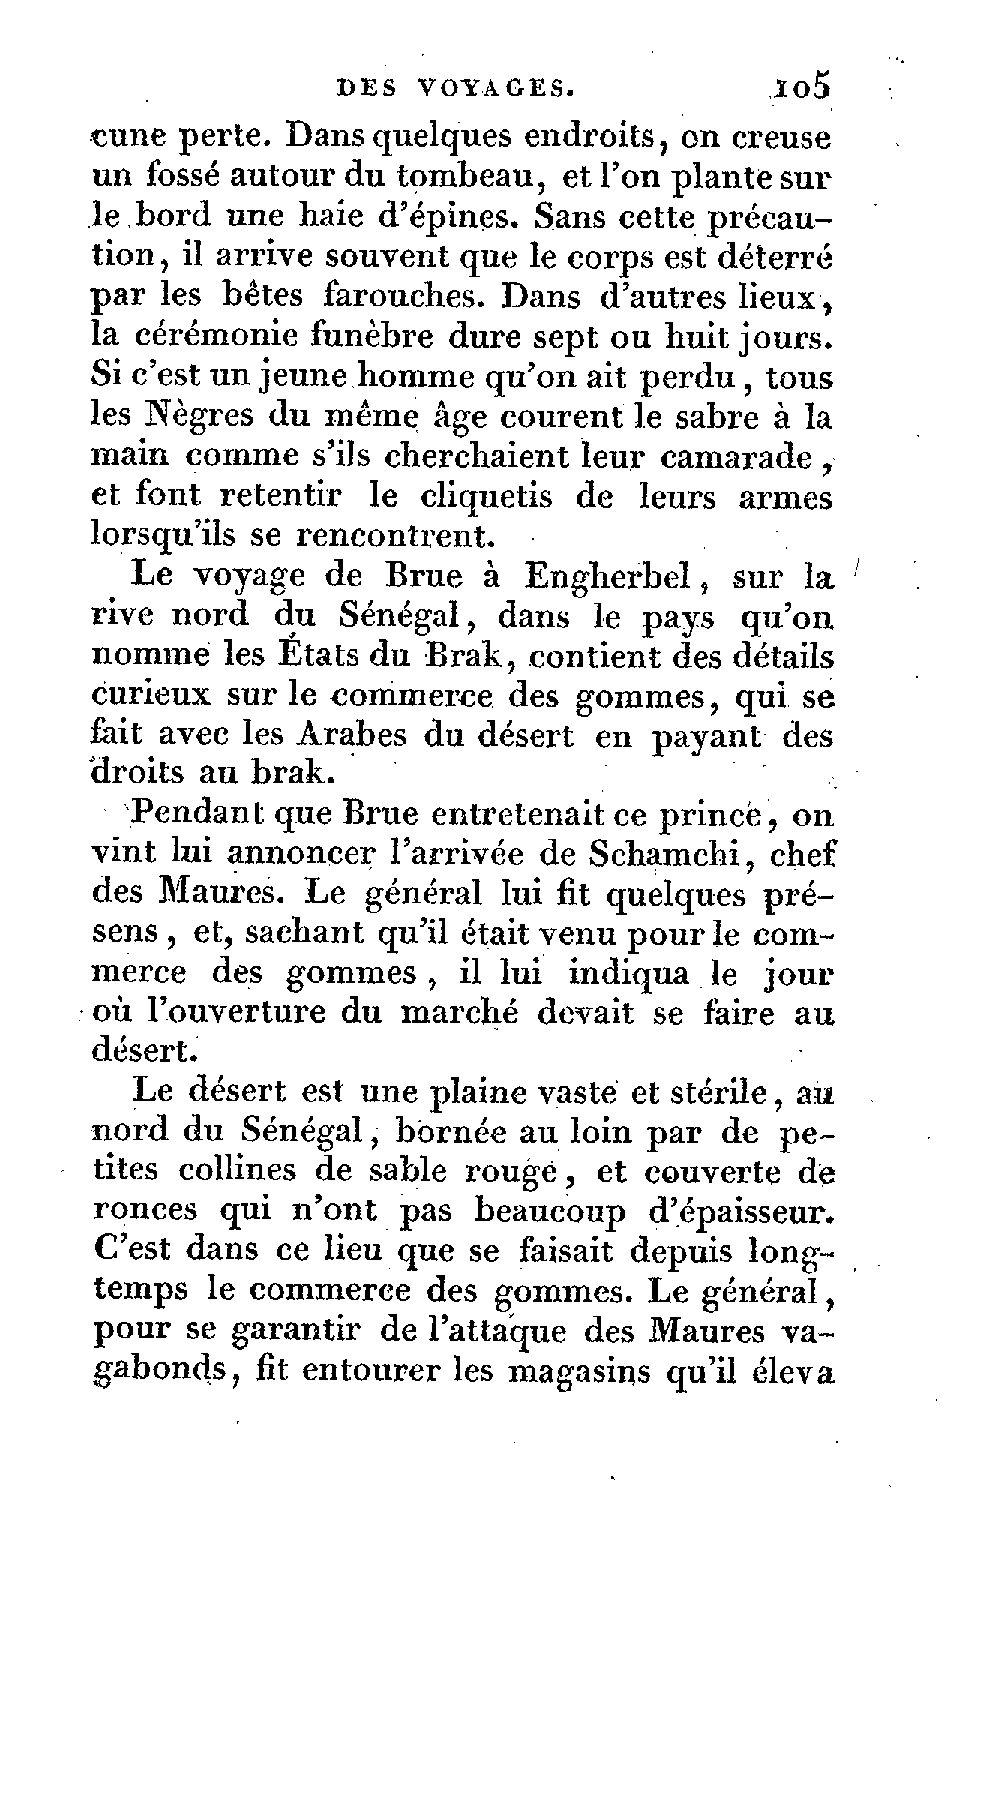 DES VOYAGES. 105
cune perte. Dans quelques endroits, on creuse
un fossé autour du tombeau, et l'on plante sur
le bord une haie d'épines. Sans cette précau-
tion, il arrive souvent que le corps est déterré
par les bêtes farouches. Dans d'autres lieux,
la cérémonie funèbre dure sept ou huit jours.
Si c'est un jeune homme qu'on ait perdu, tous
les Nègres du même âge courent le sabre à la
main comme s'ils cherchaient leur camarade,
et font retentir le cliquetis de leurs armes
lorsqu'ils se rencontrent.
Le voyage de Brue à Engherbel, sur la
rive nord du Sénégal, dans le pays qu'on
nomme les États du Brak, contient des détails
curieux sur le commerce des gommes, qui se
fait avec les Arabes du désert en payant des
droits au brak.
Pendant que Brue entretenait ce prince, on
vint lui annoncer l'arrivée de Schamchi, chef
des Maures. Le général lui fit quelques pré-
sens, et, sachant qu'il était venu pour le com-
merce des gommes, il lui indiqua le jour
où l'ouverture du marché devait se faire au
désert.
Le désert est une plaine vaste et stérile, au
nord du Sénégal, bornée au loin par de pe-
tites collines de sable rouge, et couverte de
ronces qui n'ont pas beaucoup d'épaisseur.
C'est dans ce lieu que se faisait depuis long-
temps le commerce des gommes. Le général,
pour se garantir de l'attaque des Maures va-
gabonds, fit entourer les magasins qu'il éleva